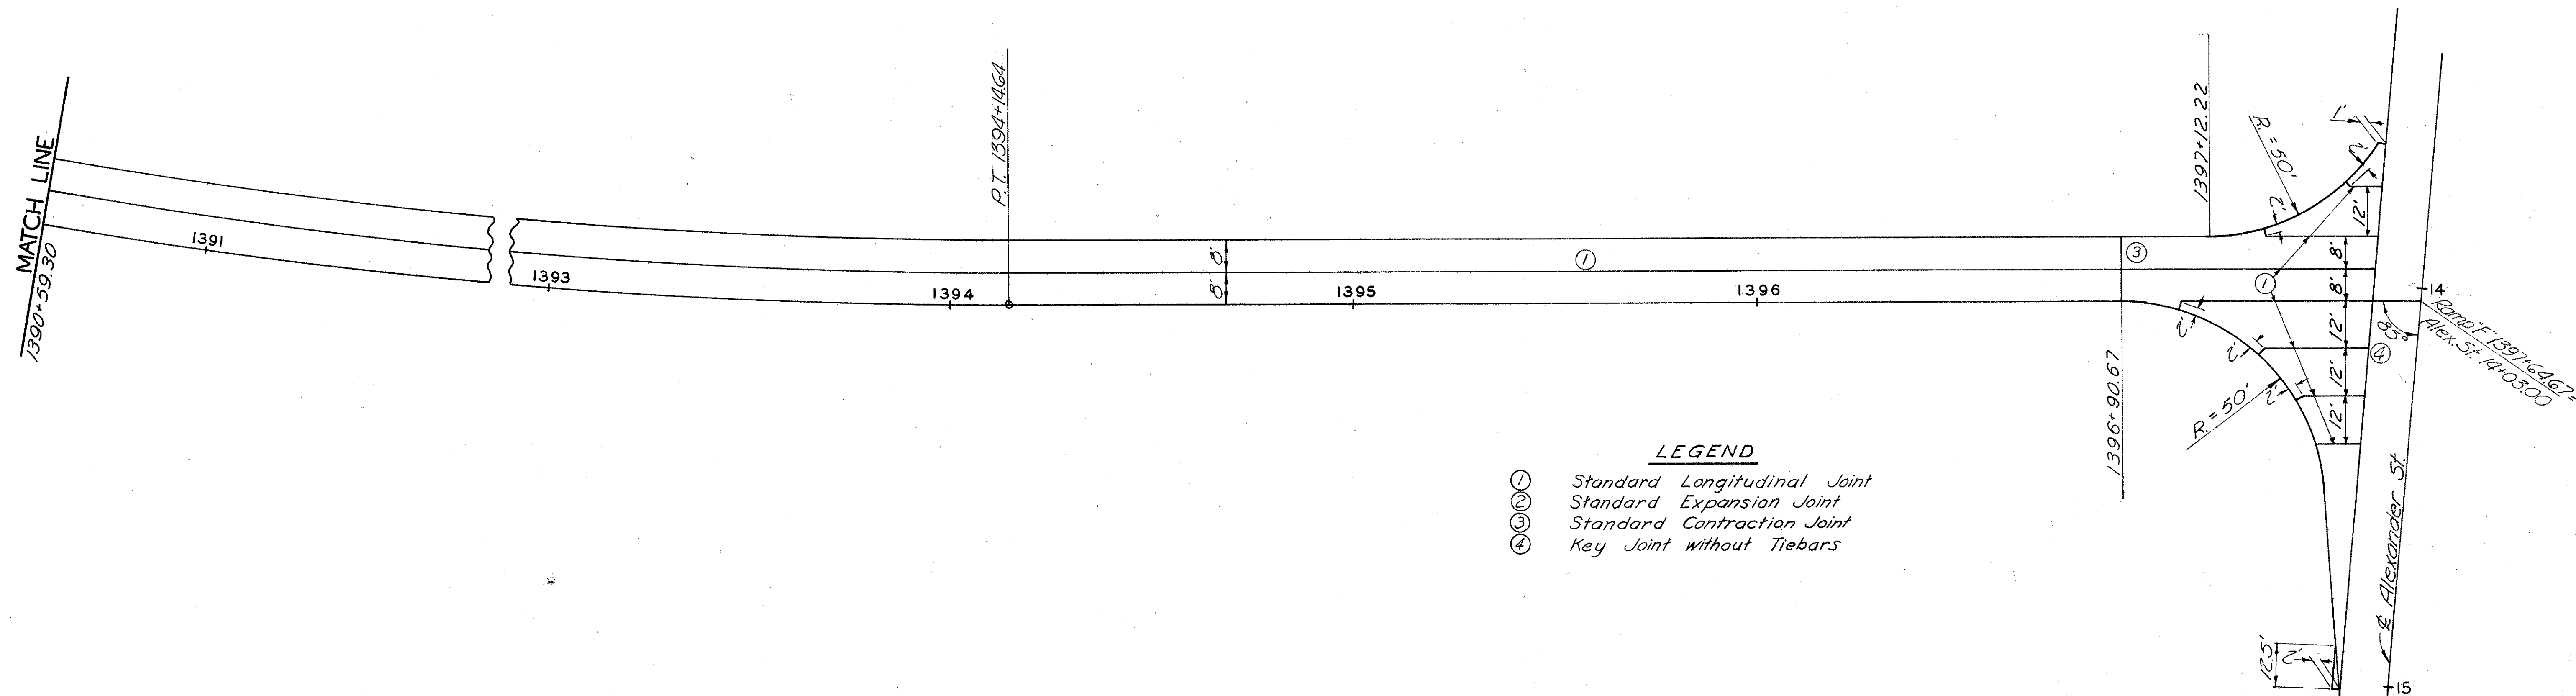 MATCH LINE
1390+59.30
1391
1393
1394
P.T. 1394+14.64
8'
8'
1
1395
1396
3
1396+90.67
1397+12.22
R.=50'
1'
2'
2'
12'
8'
8'
1
12'
12'
12'
4
2'
2'
2'
R.=50'
85°
14
Ramp "F" 1397+64.67=
Alex. St. 14+03.00
℄ Alexander St.
12.5'
2'
15
LEGEND
1 Standard Longitudinal Joint
2 Standard Expansion Joint
3 Standard Contraction Joint
4 Key Joint without Tiebars